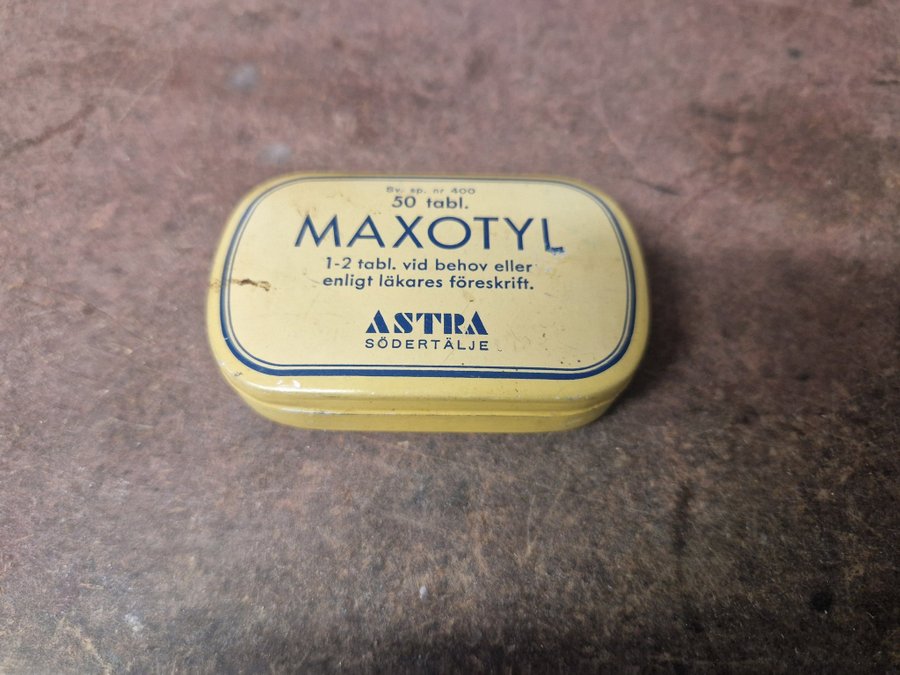 Sv. sp. nr 400
50 tabl.
MAXOTYL
1-2 tabl. vid behov eller
enligt läkares föreskrift.
ASTRA
SÖDERTÄLJE